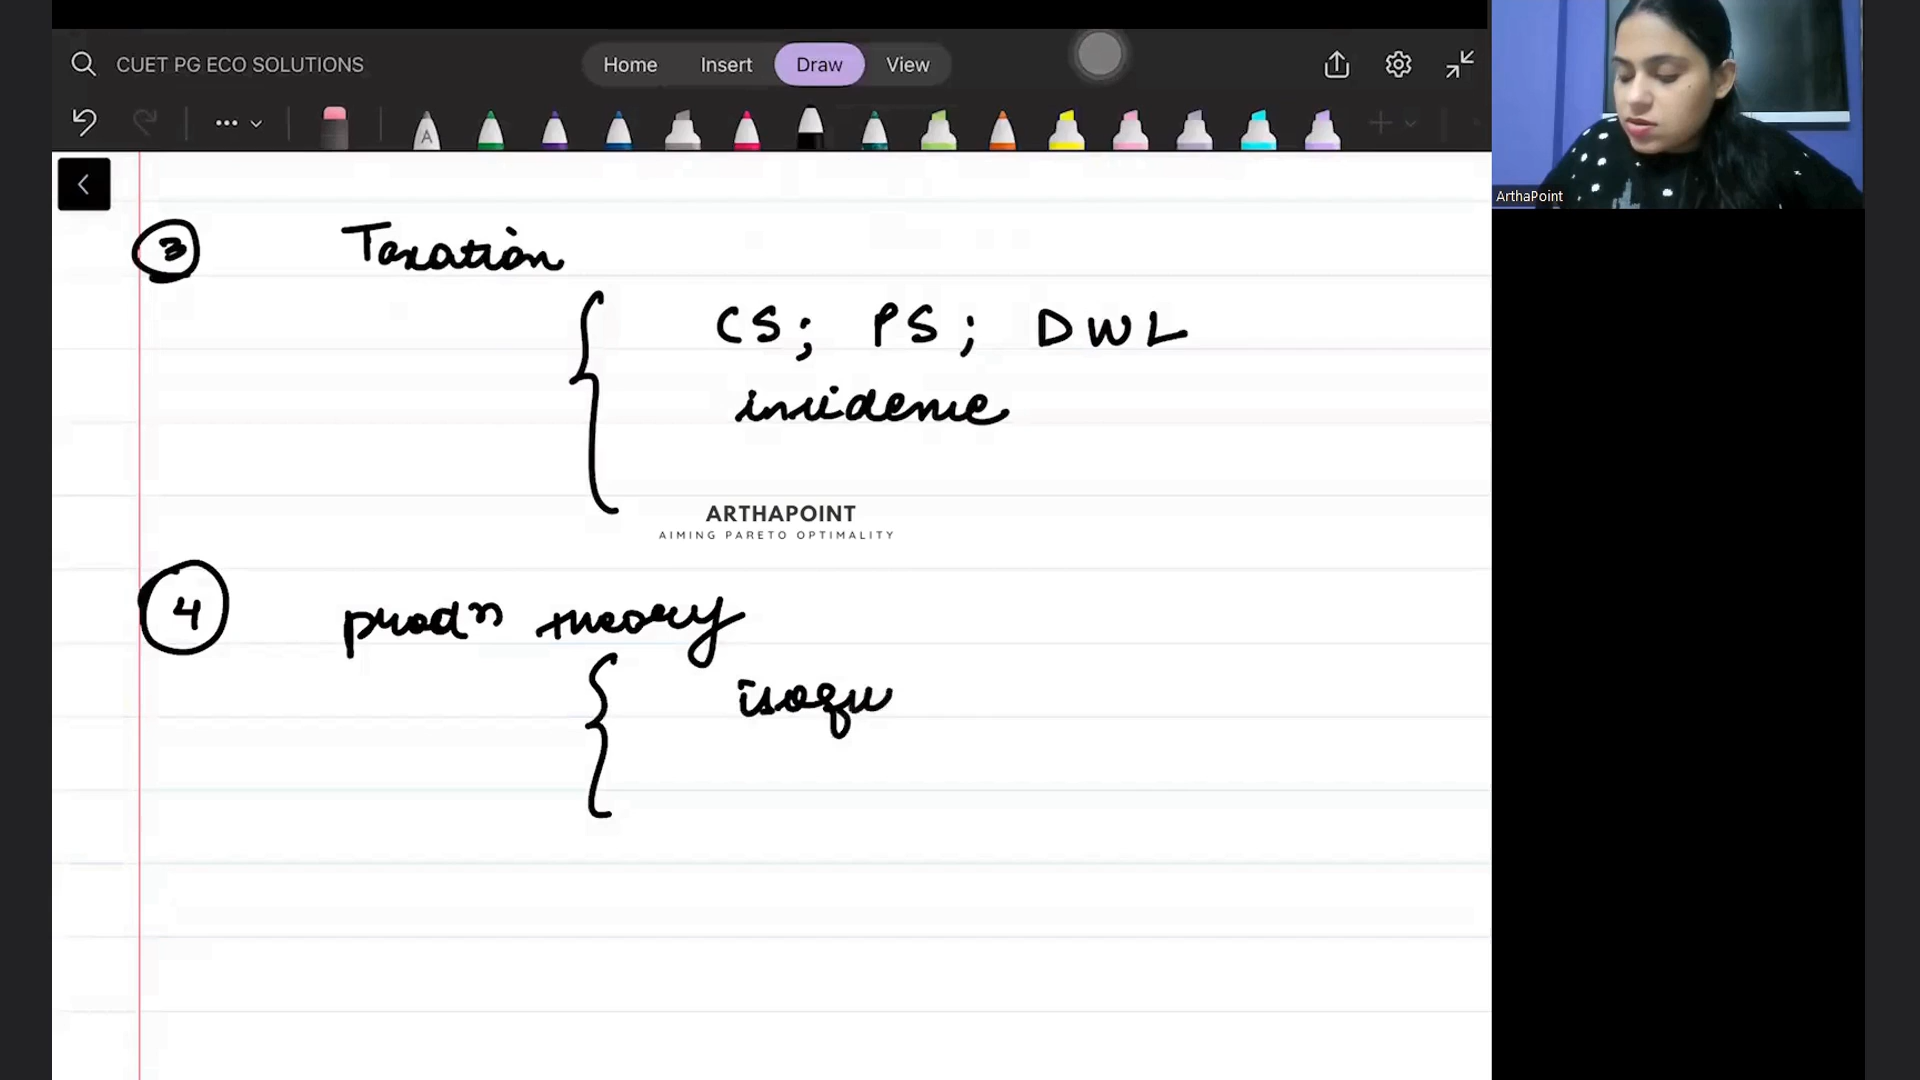 CUET PG ECO SOLUTIONS
Home Insert Draw View
A
ArthaPoint
3 Taxation
CS; PS; DWL
incidence
ARTHAPOINT
AIMING PARETO OPTIMALITY
4 prodn theory
isoqu